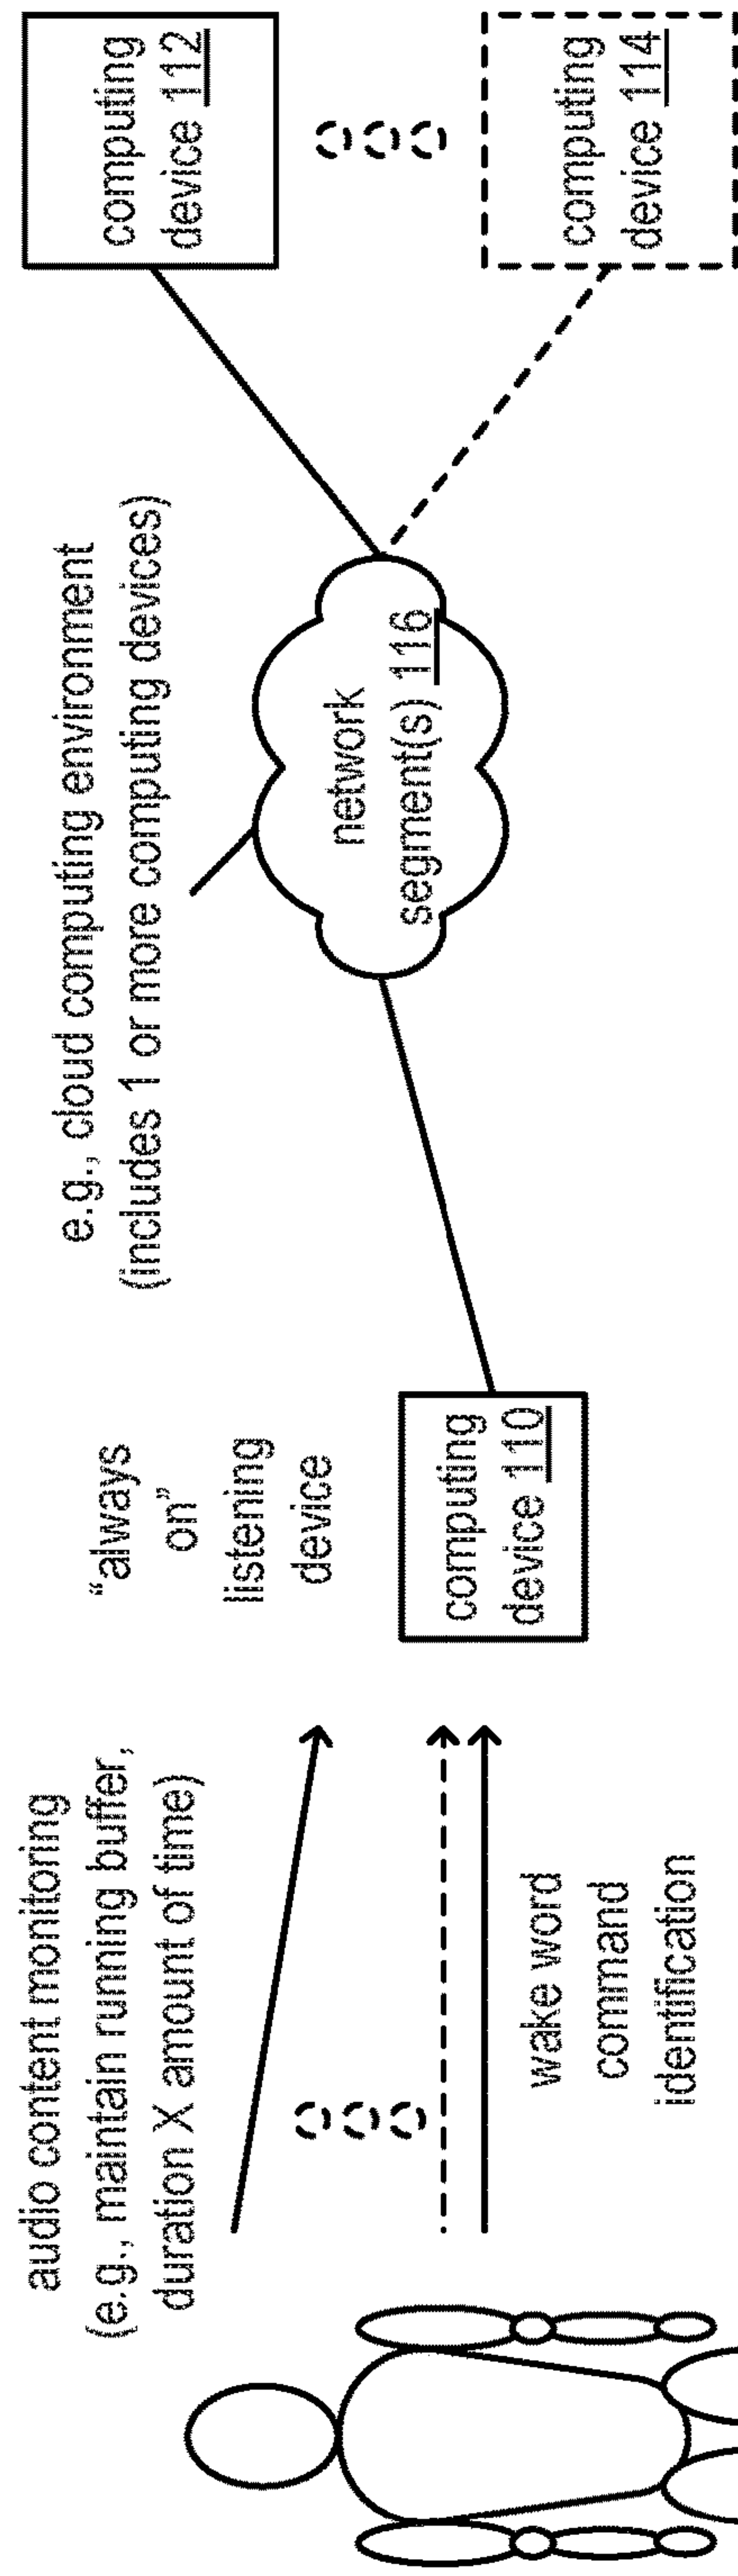 audio content monitoring
(e.g., maintain running buffer,
duration X amount of time)
wake word
command
identification
“always
on”
listening
device
computing
device 110
e.g., cloud computing environment
(includes 1 or more computing devices)
network
segment(s) 116
computing
device 112
computing
device 114